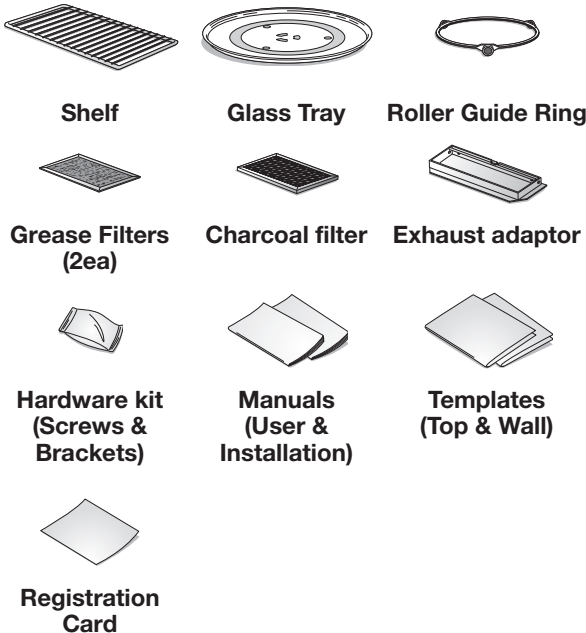 Shelf
Glass Tray
Roller Guide Ring
Grease Filters
(2ea)
Charcoal filter
Exhaust adaptor
Hardware kit
(Screws &
Brackets)
Manuals
(User &
Installation)
Templates
(Top & Wall)
Registration
Card